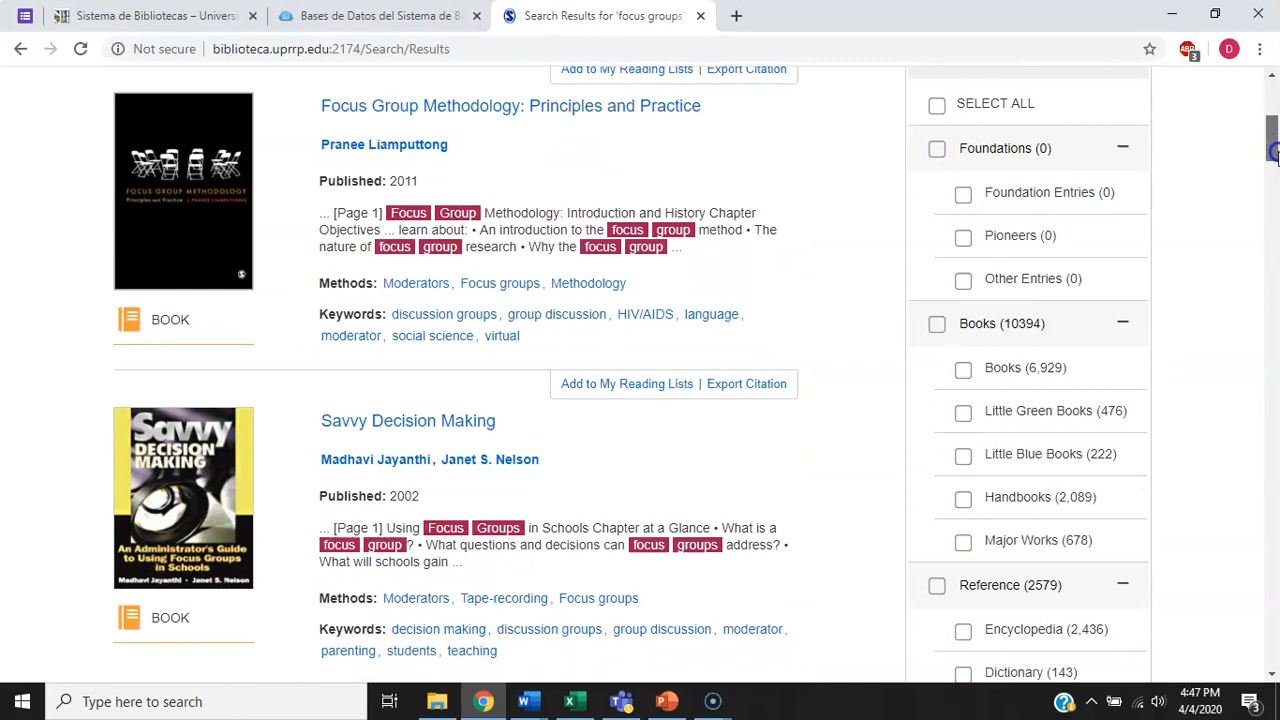 Sistema de Bibliotecas – Univers
Bases de Datos del Sistema de B
Search Results for 'focus groups'
Not secure
biblioteca.uprrp.edu:2174/Search/Results
ABP
3
D
Add to My Reading Lists | Export Citation
Focus Group Methodology: Principles and Practice
Pranee Liamputtong
Published: 2011
... [Page 1] Focus Group Methodology: Introduction and History Chapter
Objectives ... learn about: • An introduction to the focus group method • The
nature of focus group research • Why the focus group ...
Methods: Moderators, Focus groups, Methodology
Keywords: discussion groups, group discussion, HIV/AIDS, language,
moderator, social science, virtual
FOCUS GROUP METHODOLOGY
Principles and Practice | PRANEE LIAMPUTTONG
BOOK
Add to My Reading Lists | Export Citation
Savvy Decision Making
Madhavi Jayanthi, Janet S. Nelson
Published: 2002
... [Page 1] Using Focus Groups in Schools Chapter at a Glance • What is a
focus group? • What questions and decisions can focus groups address? •
What will schools gain ...
Methods: Moderators, Tape-recording, Focus groups
Keywords: decision making, discussion groups, group discussion, moderator,
parenting, students, teaching
Savvy
DECISION
MAKING
An Administrator's Guide
to Using Focus Groups
in Schools
Madhavi Jayanthi • Janet S. Nelson
BOOK
SELECT ALL
Foundations (0)
Foundation Entries (0)
Pioneers (0)
Other Entries (0)
Books (10394)
Books (6,929)
Little Green Books (476)
Little Blue Books (222)
Handbooks (2,089)
Major Works (678)
Reference (2579)
Encyclopedia (2,436)
Dictionary (143)
Type here to search
4:47 PM
4/4/2020
3